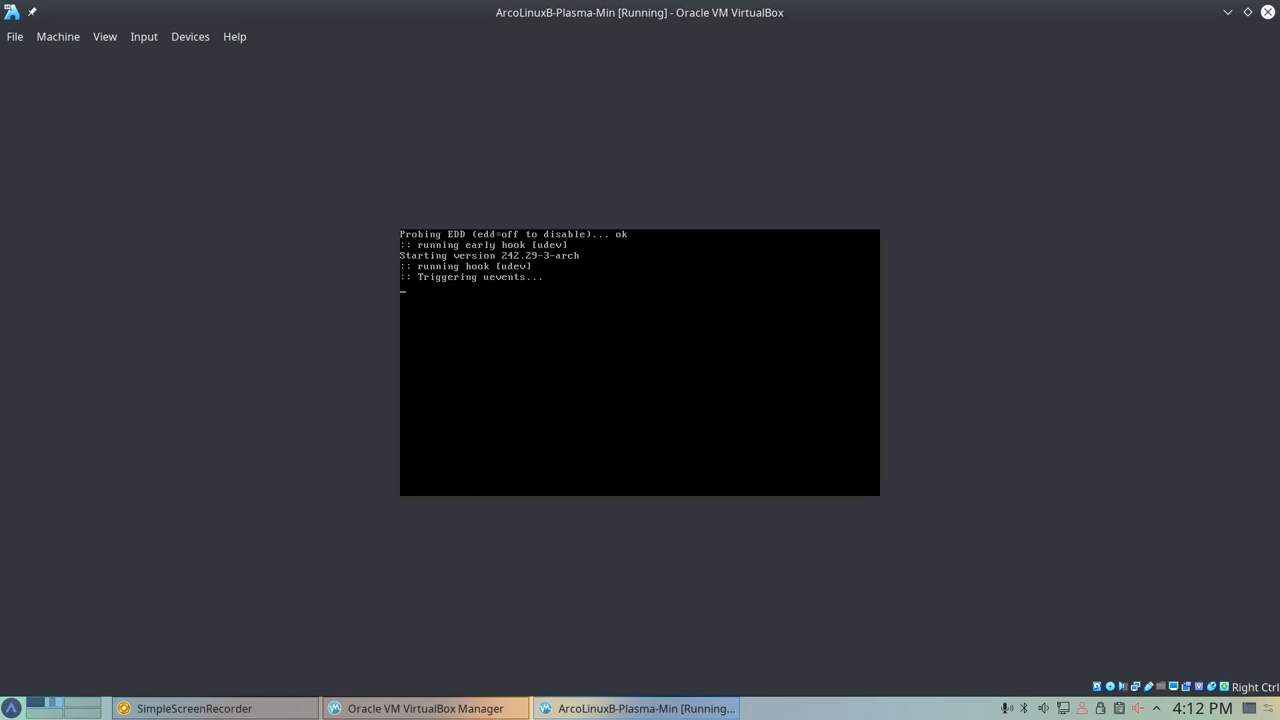 ArcoLinuxB-Plasma-Min [Running] - Oracle VM VirtualBox
File Machine View Input Devices Help
Probing EDD (edd=off to disable)... ok
:: running early hook [udev]
Starting version 242.29-3-arch
:: running hook [udev]
:: Triggering uevents...
_
Right Ctrl
SimpleScreenRecorder
Oracle VM VirtualBox Manager
ArcoLinuxB-Plasma-Min [Running...
4:12 PM